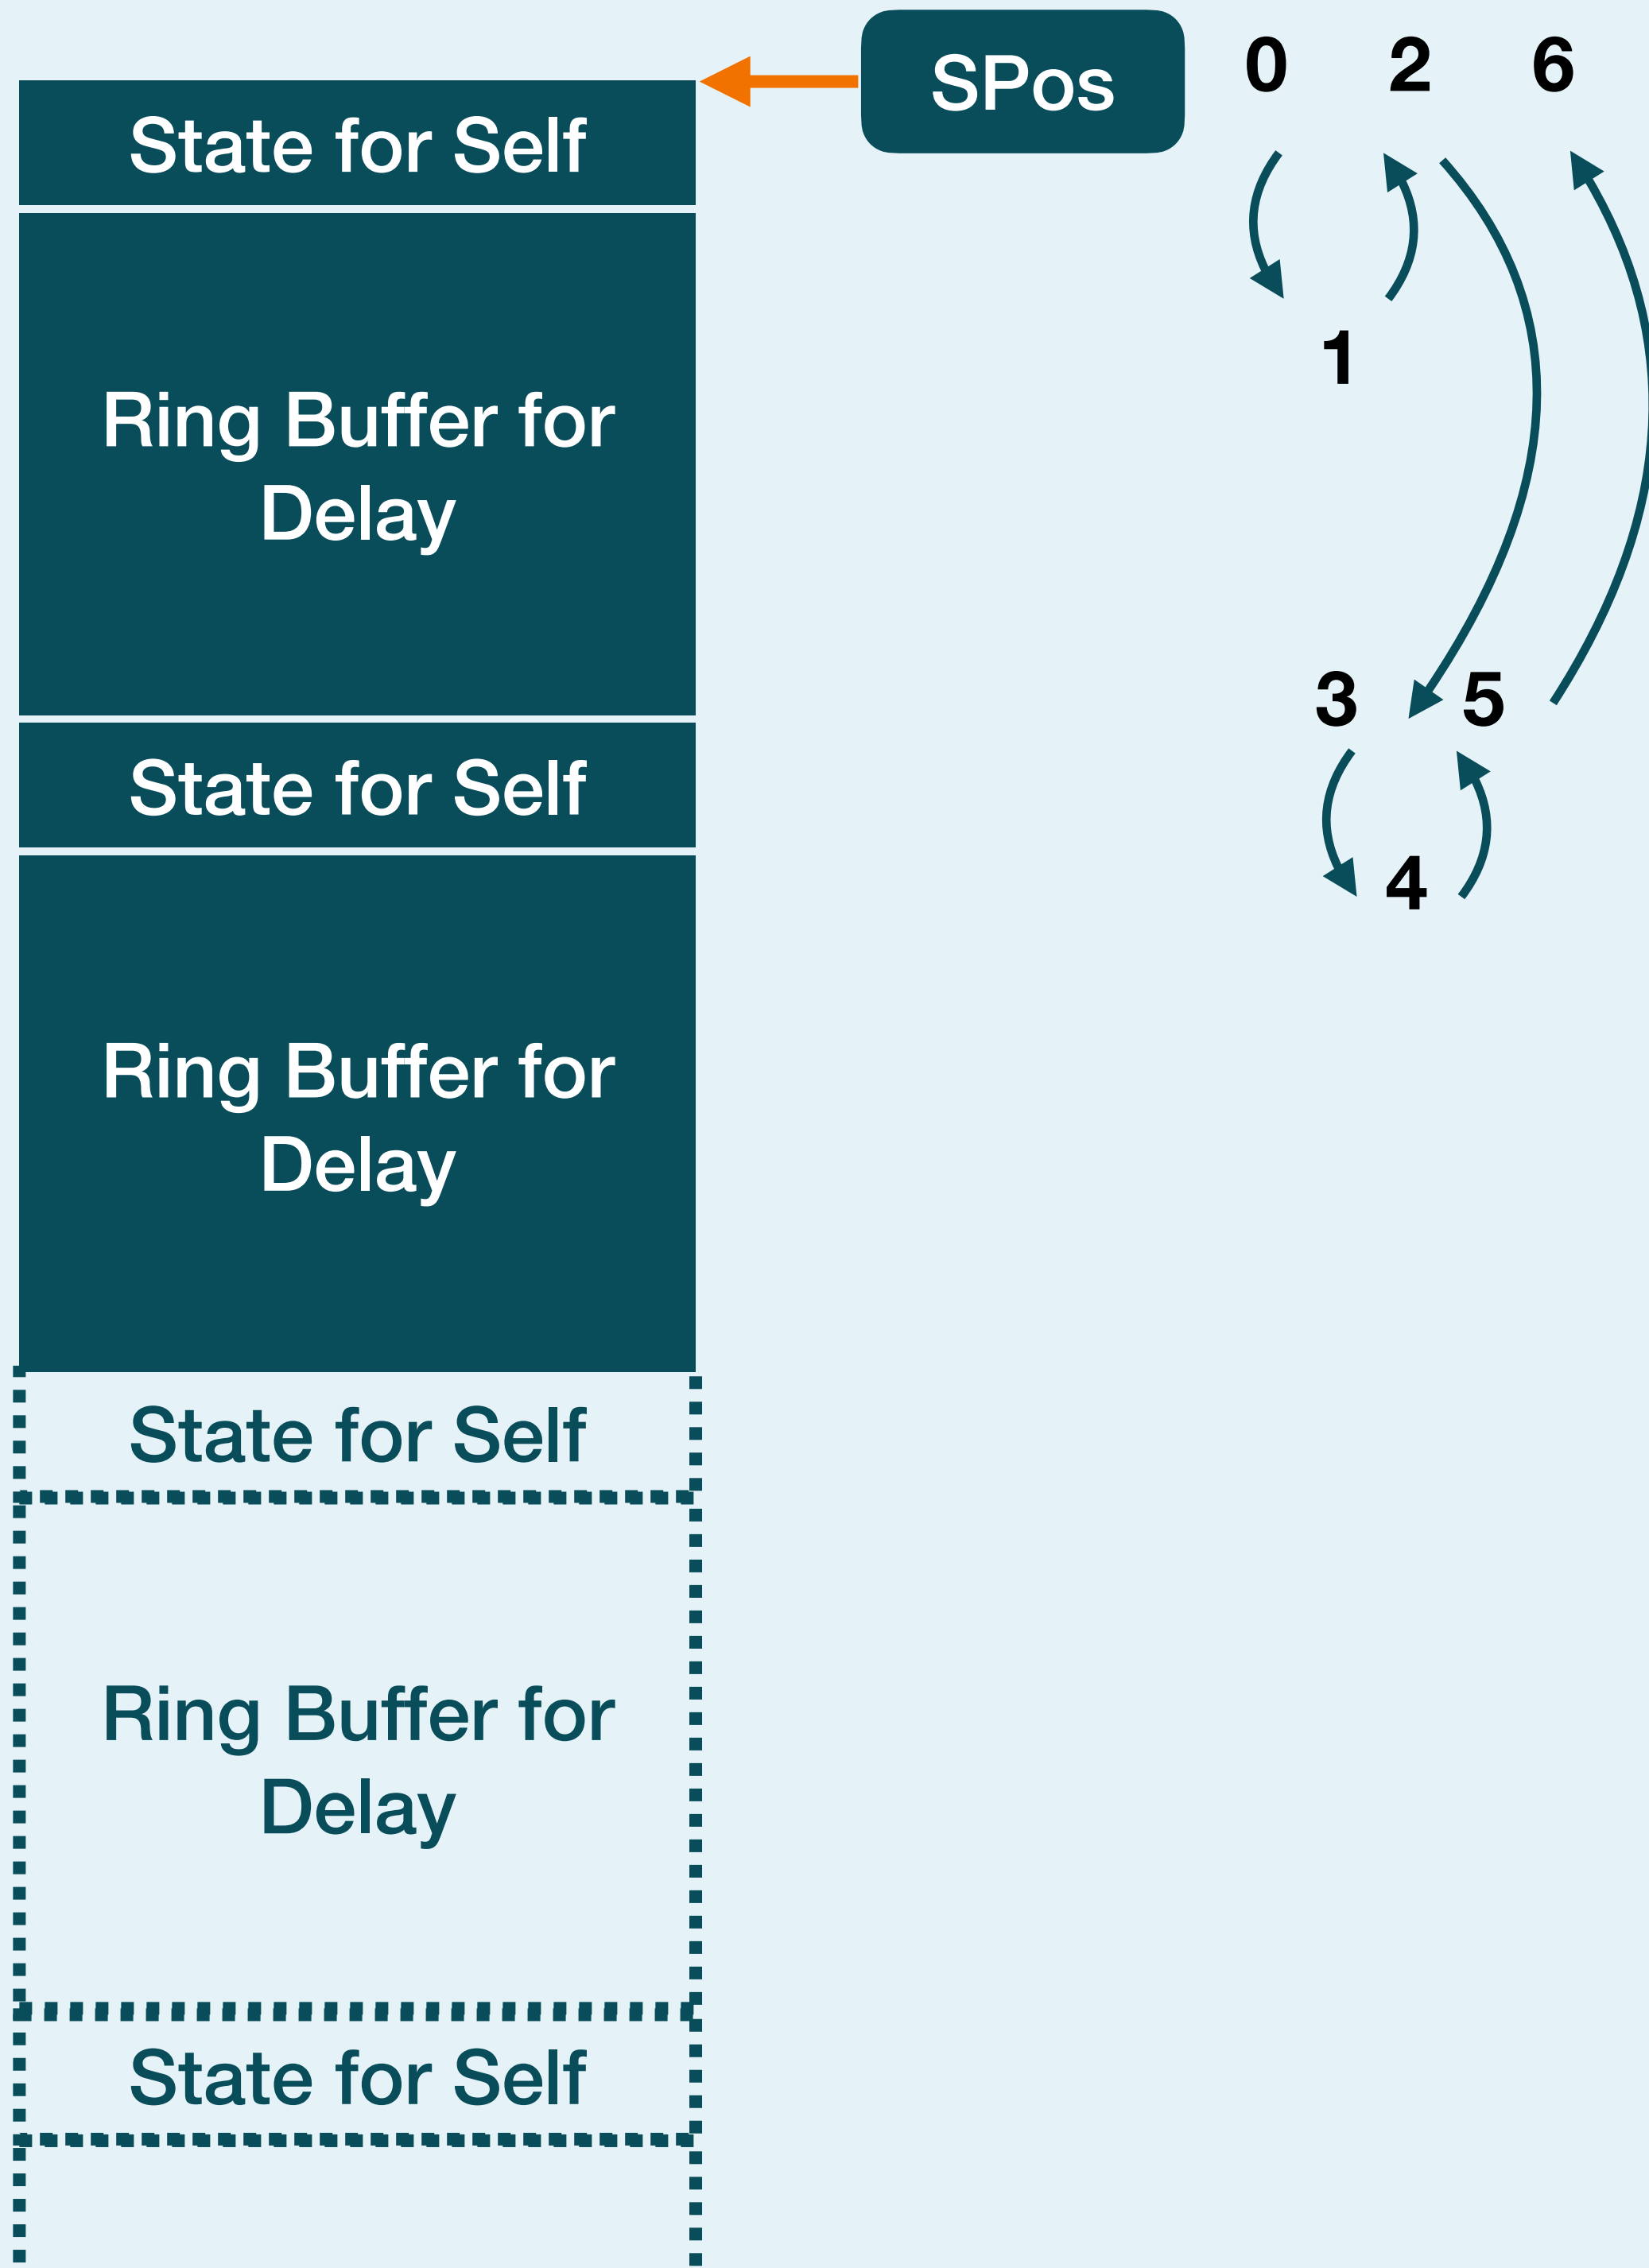 SPos
0 2 6
State for Self
1
Ring Buffer for
Delay
3 5
State for Self
4
Ring Buffer for
Delay
State for Self
Ring Buffer for
Delay
State for Self